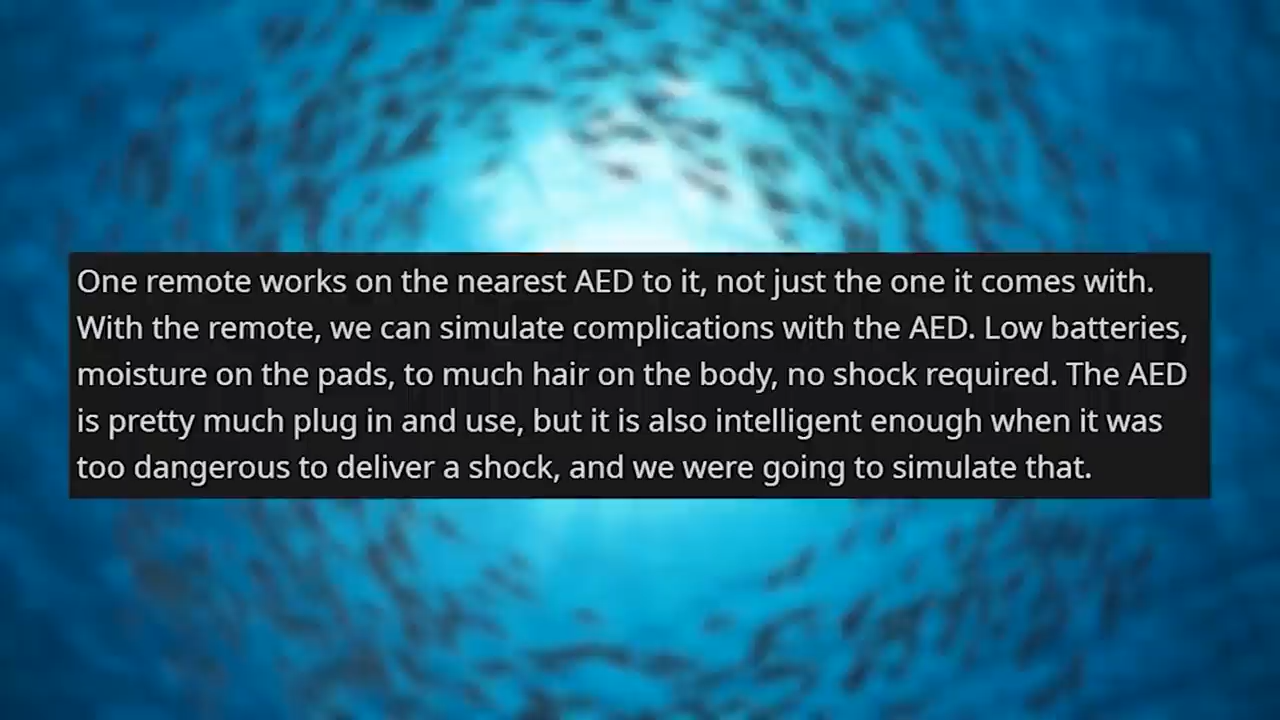 One remote works on the nearest AED to it, not just the one it comes with.
With the remote, we can simulate complications with the AED. Low batteries,
moisture on the pads, to much hair on the body, no shock required. The AED
is pretty much plug in and use, but it is also intelligent enough when it was
too dangerous to deliver a shock, and we were going to simulate that.